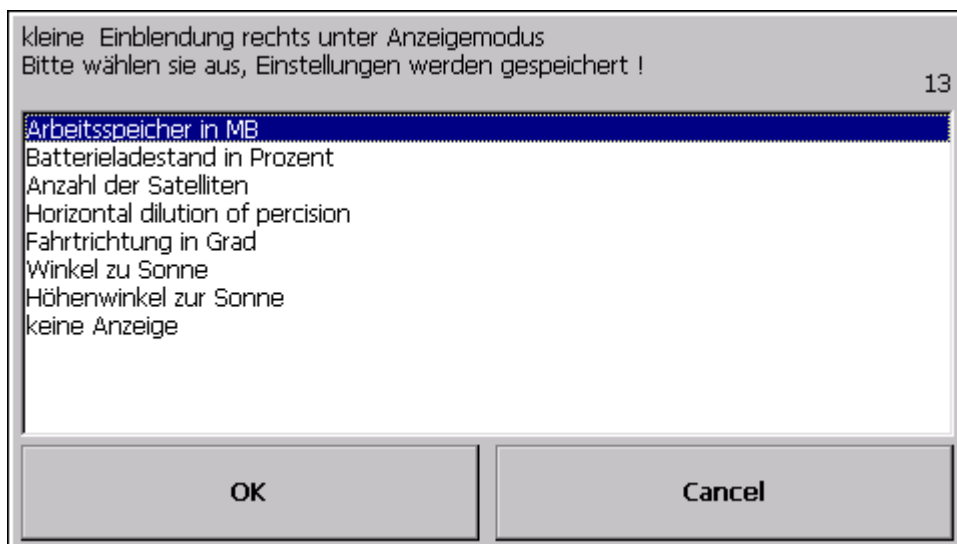 kleine  Einblendung rechts unter Anzeigemodus
Bitte wählen sie aus, Einstellungen werden gespeichert !
13
Arbeitsspeicher in MB
Batterieladestand in Prozent
Anzahl der Satelliten
Horizontal dilution of percision
Fahrtrichtung in Grad
Winkel zu Sonne
Höhenwinkel zur Sonne
keine Anzeige
OK
Cancel